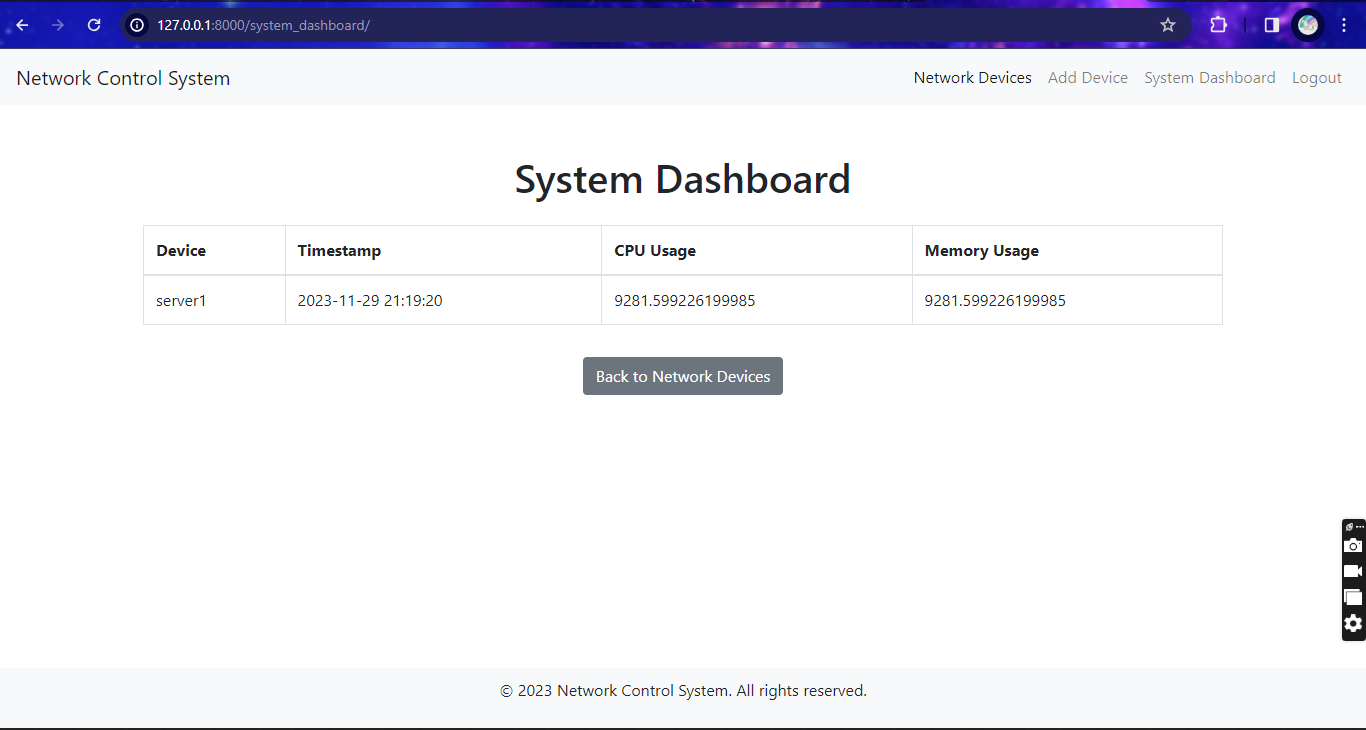 127.0.0.1:8000/system_dashboard/
Network Control System
Network Devices Add Device System Dashboard Logout
System Dashboard
Device Timestamp CPU Usage Memory Usage
server1 2023-11-29 21:19:20 9281.599226199985 9281.599226199985
Back to Network Devices
© 2023 Network Control System. All rights reserved.